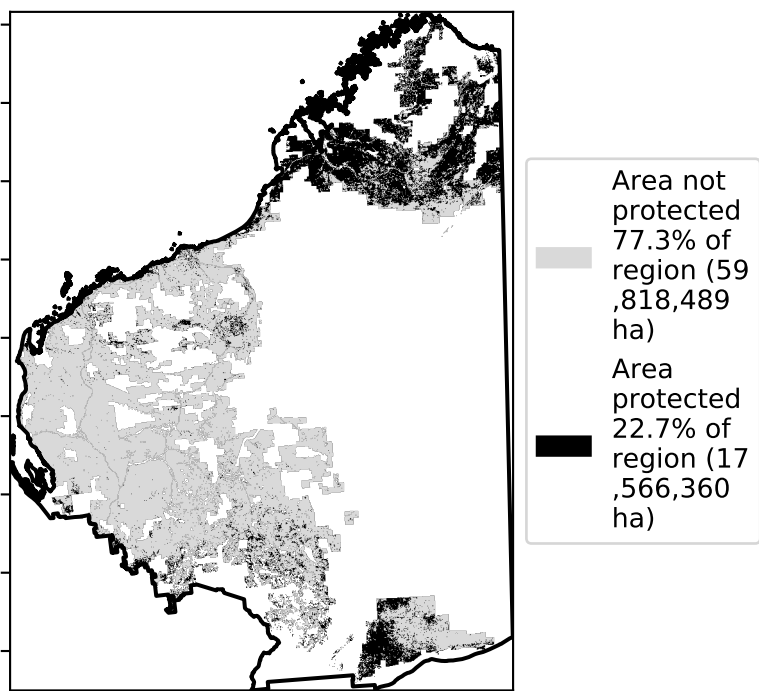 Area not
protected
77.3% of
region (59
,818,489
ha)
Area
protected
22.7% of
region (17
,566,360
ha)